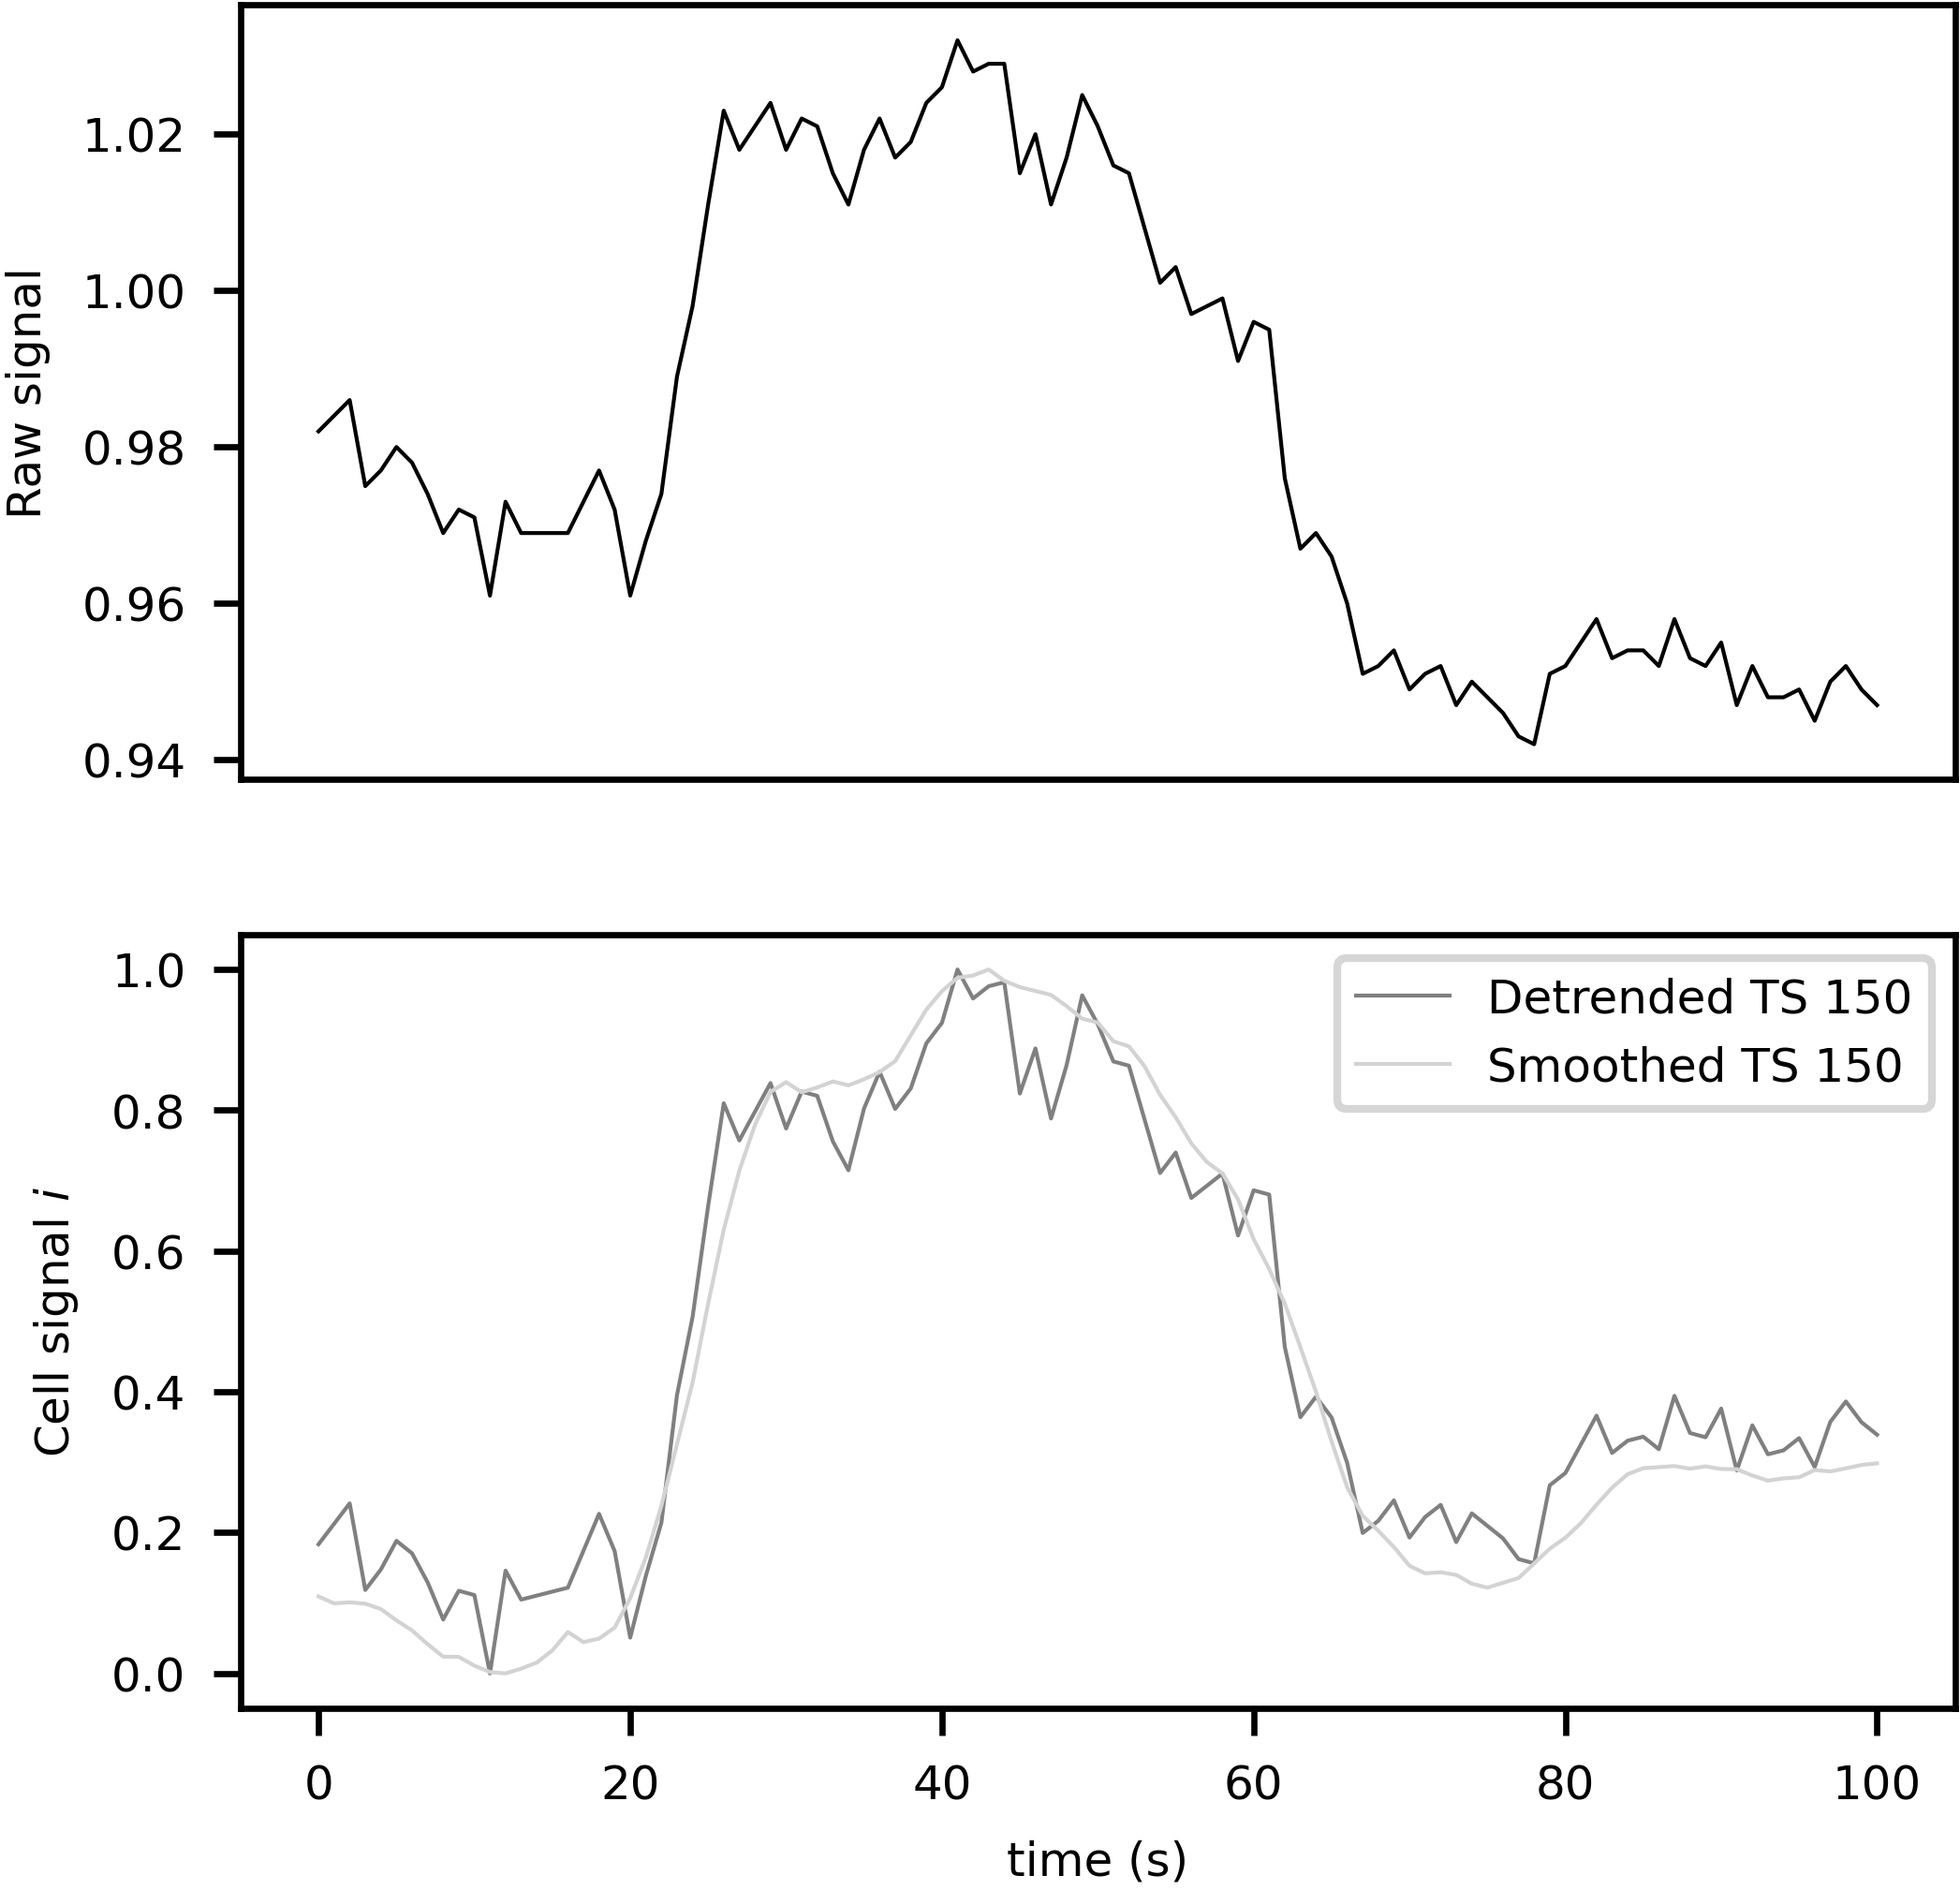 Raw signal
1.02
1.00
0.98
0.96
0.94
Cell signal i
1.0
0.8
0.6
0.4
0.2
0.0
Detrended TS 150
Smoothed TS 150
0 20 40 60 80 100
time (s)